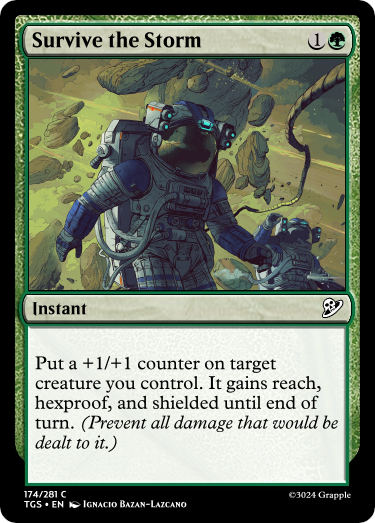 Survive the Storm 1
Instant
Put a +1/+1 counter on target
creature you control. It gains reach,
hexproof, and shielded until end of
turn. (Prevent all damage that would be
dealt to it.)
174/281 C
TGS • EN Ignacio Bazan-Lazcano
©3024 Grapple